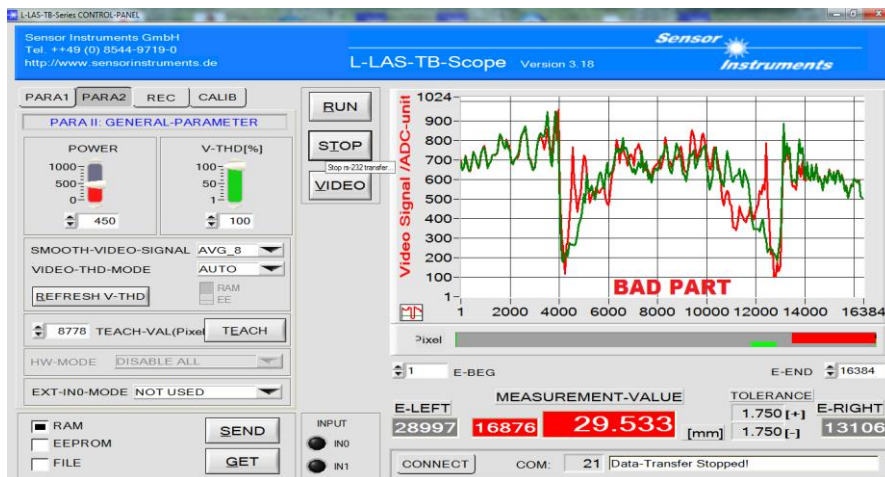 L-LAS-TB-Series CONTROL-PANEL
Sensor Instruments GmbH
Tel. ++49 (0) 8544-9719-0
http://www.sensorinstruments.de
L-LAS-TB-Scope Version 3.18
Sensor
Instruments
PARA1 PARA2 REC CALIB
PARA II: GENERAL-PARAMETER
POWER V-THD[%]
1000 100
500 50
0 1
450 100
SMOOTH-VIDEO-SIGNAL AVG_8
VIDEO-THD-MODE AUTO
REFRESH V-THD RAM
EE
8778 TEACH-VAL(Pixel TEACH
HW-MODE DISABLE ALL
EXT-IN0-MODE NOT USED
RAM
EEPROM
FILE
SEND
GET
RUN
STOP
Stop rs-232 transfer...
VIDEO
INPUT
IN0
IN1
Video Signal /ADC-unit
1024
900
800
700
600
500
400
300
200
100
1
BAD PART
1 2000 4000 6000 8000 10000 12000 14000 16384
Pixel
1 E-BEG E-END 16384
MEASUREMENT-VALUE TOLERANCE
E-LEFT 1.750 [+] E-RIGHT
28997 16876 29.533 [mm] 1.750 [-] 13106
CONNECT COM: 21 Data-Transfer Stopped!